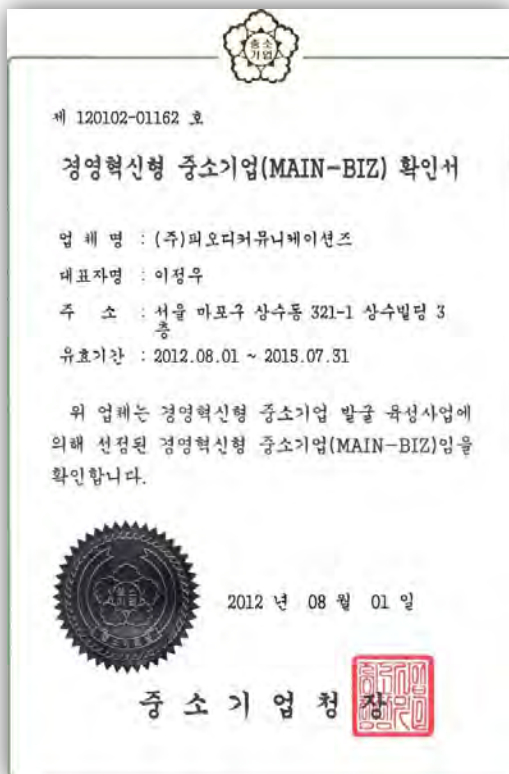 중소
기업
제 120102-01162 호
경영혁신형 중소기업(MAIN-BIZ) 확인서
업 체 명 : (주)피오디커뮤니케이션즈
대표자명 : 이정우
주 소 : 서울 마포구 상수동 321-1 상수빌딩 3
층
유효기간 : 2012.08.01 ~ 2015.07.31
위 업체는 경영혁신형 중소기업 발굴 육성사업에
의해 선정된 경영혁신형 중소기업(MAIN-BIZ)임을
확인합니다.
2012 년 08 월 01 일
중 소 기 업 청 장